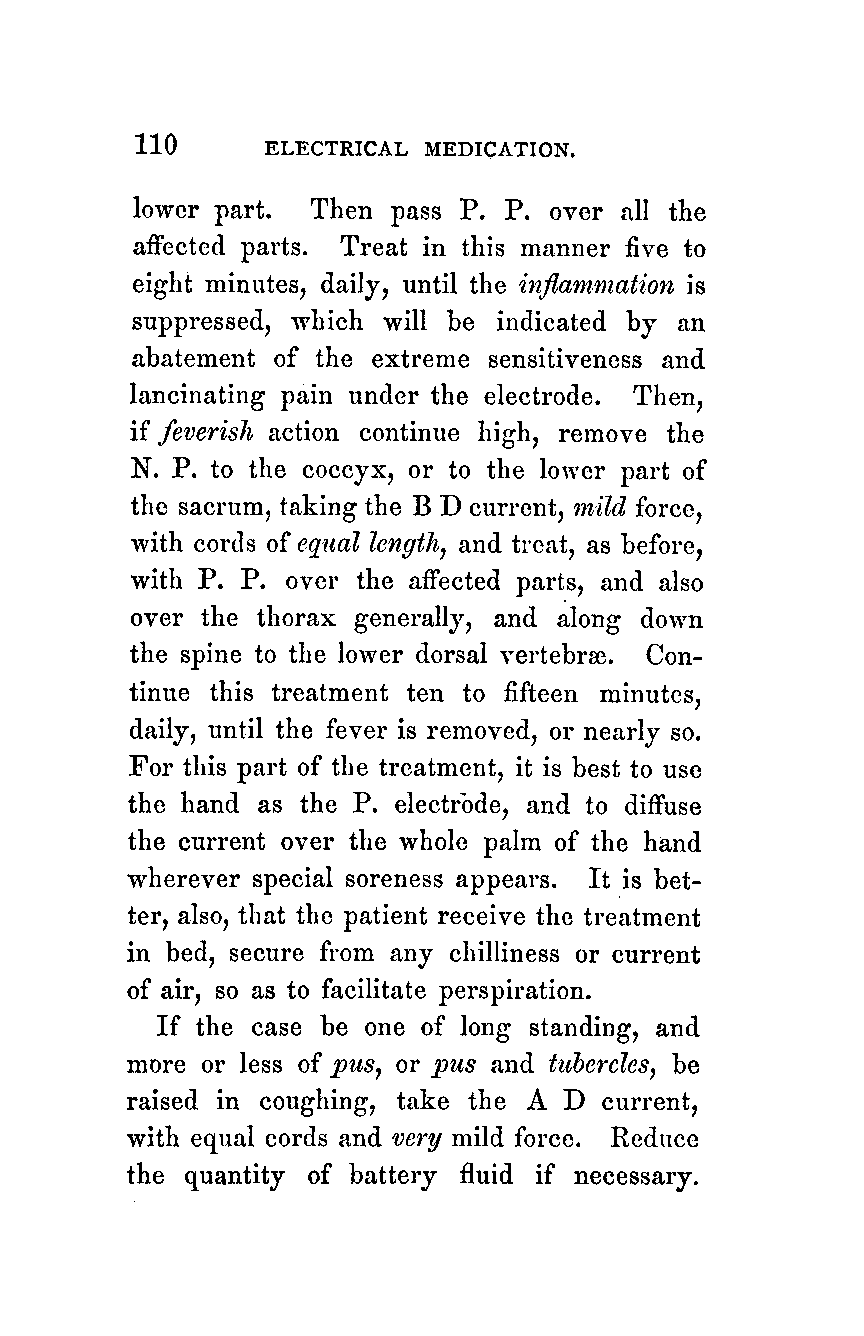 110 ELECTRICAL MEDICATION.
lower part. Then pass P. P. over all the
affected parts. Treat in this manner five to
eight minutes, daily, until the inflammation is
suppressed, which will be indicated by an
abatement of the extreme sensitiveness and
lancinating pain under the electrode. Then,
if feverish action continue high, remove the
N. P. to the coccyx, or to the lower part of
the sacrum, taking the B D current, mild force,
with cords of equal length, and treat, as before,
with P. P. over the affected parts, and also
over the thorax generally, and along down
the spine to the lower dorsal vertebræ. Con-
tinue this treatment ten to fifteen minutes,
daily, until the fever is removed, or nearly so.
For this part of the treatment, it is best to use
the hand as the P. electrode, and to diffuse
the current over the whole palm of the hand
wherever special soreness appears. It is bet-
ter, also, that the patient receive the treatment
in bed, secure from any chilliness or current
of air, so as to facilitate perspiration.
If the case be one of long standing, and
more or less of pus, or pus and tubercles, be
raised in coughing, take the A D current,
with equal cords and very mild force. Reduce
the quantity of battery fluid if necessary.